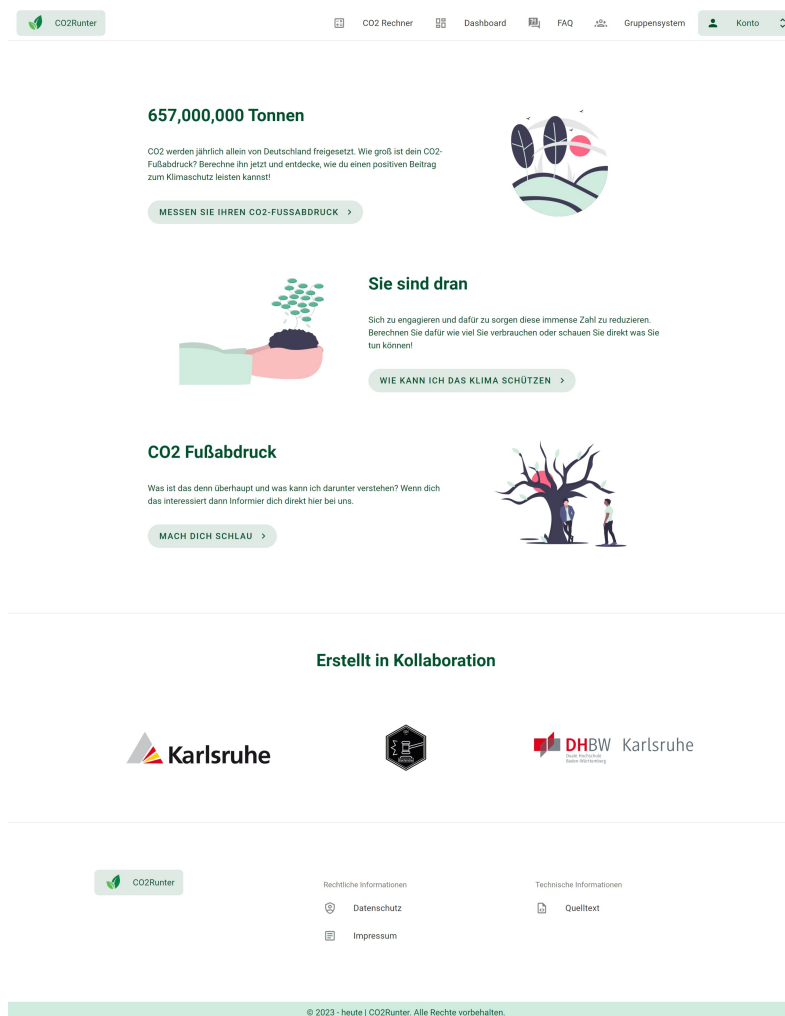 CO2Runter
CO2 Rechner
Dashboard
FAQ
Gruppensystem
Konto
657,000,000 Tonnen
CO2 werden jährlich allein von Deutschland freigesetzt. Wie groß ist dein CO2-
Fußabdruck? Berechne ihn jetzt und entdecke, wie du einen positiven Beitrag
zum Klimaschutz leisten kannst!
MESSEN SIE IHREN CO2-FUSSABDRUCK
Sie sind dran
Sich zu engagieren und dafür zu sorgen diese immense Zahl zu reduzieren.
Berechnen Sie dafür wie viel Sie verbrauchen oder schauen Sie direkt was Sie
tun können!
WIE KANN ICH DAS KLIMA SCHÜTZEN
CO2 Fußabdruck
Was ist das denn überhaupt und was kann ich darunter verstehen? Wenn dich
das interessiert dann Informier dich direkt hier bei uns.
MACH DICH SCHLAU
Erstellt in Kollaboration
Karlsruhe
DHBW Karlsruhe
Duale Hochschule
Baden-Württemberg
CO2Runter
Rechtliche Informationen
Datenschutz
Impressum
Technische Informationen
Quelltext
© 2023 - heute | CO2Runter. Alle Rechte vorbehalten.